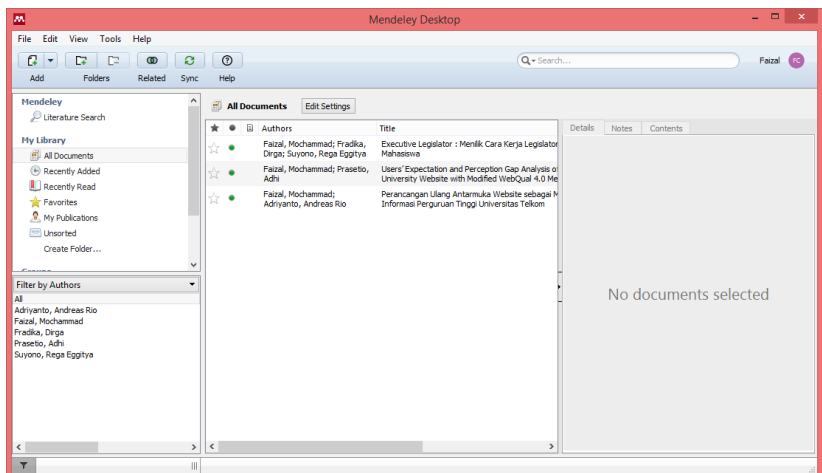 Mendeley Desktop
File Edit View Tools Help
Search...
Faizal FC
Add Folders Related Sync Help
Mendeley
Literature Search
My Library
All Documents
Recently Added
Recently Read
Favorites
My Publications
Unsorted
Create Folder...
Filter by Authors
All
Adriyanto, Andreas Rio
Faizal, Mochammad
Fradika, Dirga
Prasetio, Adhi
Suyono, Rega Eggitya
All Documents Edit Settings
Authors Title
Faizal, Mochammad; Fradika, Executive Legislator : Menilik Cara Kerja Legislator
Dirga; Suyono, Rega Eggitya Mahasiswa
Faizal, Mochammad; Prasetio, Users' Expectation and Perception Gap Analysis o
Adhi University Website with Modified WebQual 4.0 Me
Faizal, Mochammad; Perancangan Ulang Antarmuka Website sebagai M
Adriyanto, Andreas Rio Informasi Perguruan Tinggi Universitas Telkom
Details Notes Contents
No documents selected